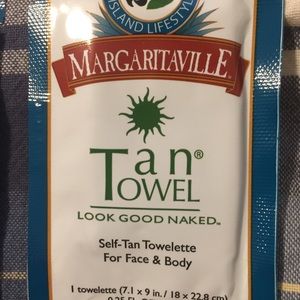 ISLAND LIFESTYLE
MARGARITAVILLE
Tan®
TOWEL
LOOK GOOD NAKED™
Self-Tan Towelette
For Face & Body
1 towelette (7.1 x 9 in. / 18 x 22.8 cm)